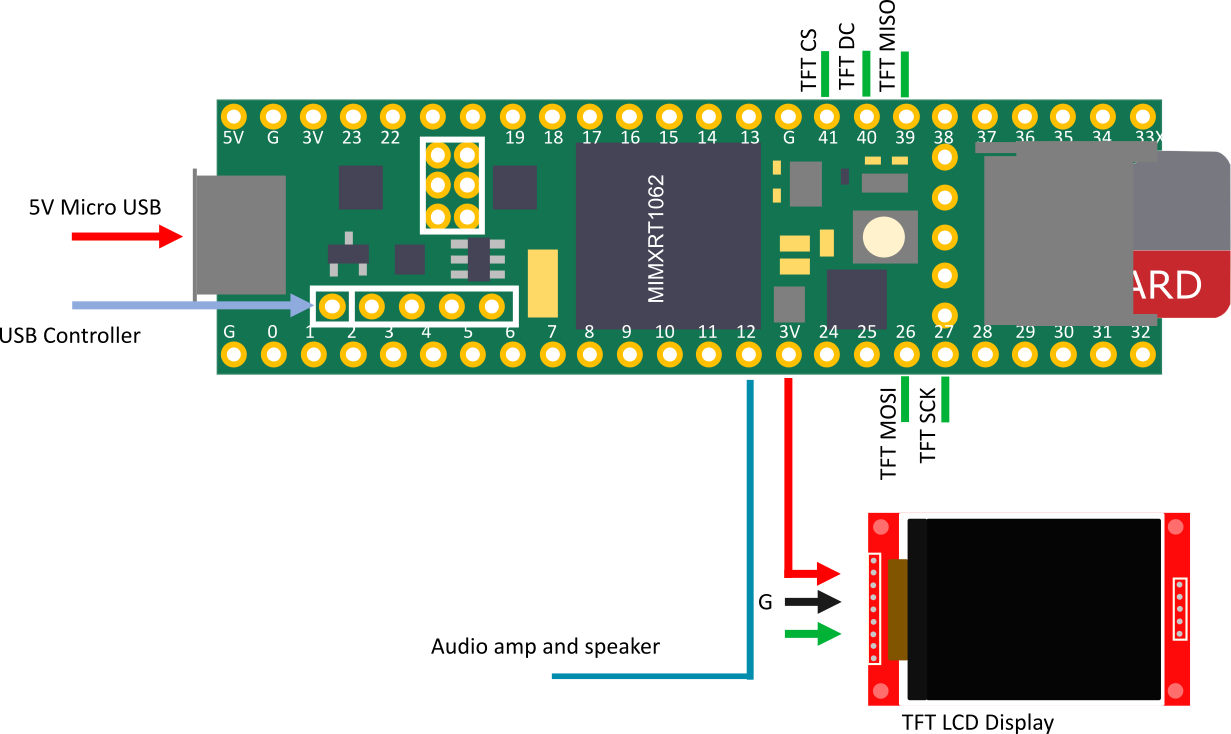 TFT CS
TFT DC
TFT MISO
5V G 3V 23 22 19 18 17 16 15 14 13 G 41 40 39 38 37 36 35 34 33X
5V Micro USB
MIMXRT1062
ARD
USB Controller
G 0 1 2 3 4 5 6 7 8 9 10 11 12 3V 24 25 26 27 28 29 30 31 32
TFT MOSI
TFT SCK
G
Audio amp and speaker
TFT LCD Display